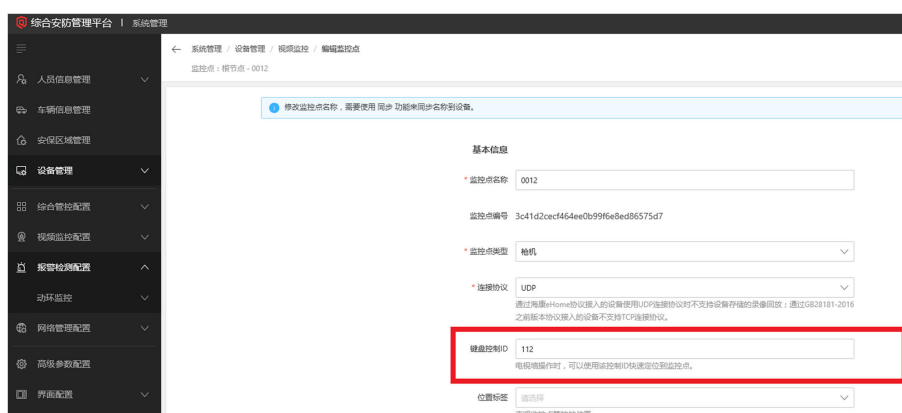 综合安防管理平台 | 系统管理
人员信息管理
车辆信息管理
安保区域管理
设备管理
综合管控配置
视频监控配置
报警检测配置
动环监控
网络管理配置
高级参数配置
界面配置
← 系统管理 / 设备管理 / 视频监控 / 编辑监控点
监控点：根节点 - 0012
修改监控点名称，需要使用 同步 功能来同步名称到设备。
基本信息
* 监控点名称 0012
监控点编号 3c41d2cecf464ee0b99f6e8ed86575d7
* 监控点类型 枪机
* 连接协议 UDP
通过海康eHome协议接入的设备使用UDP连接协议时不支持设备存储的录像回放；通过GB28181-2016
之前版本协议接入的设备不支持TCP连接协议。
键盘控制ID 112
电视墙操作时，可以使用该控制ID快速定位到监控点。
位置标签 请选择